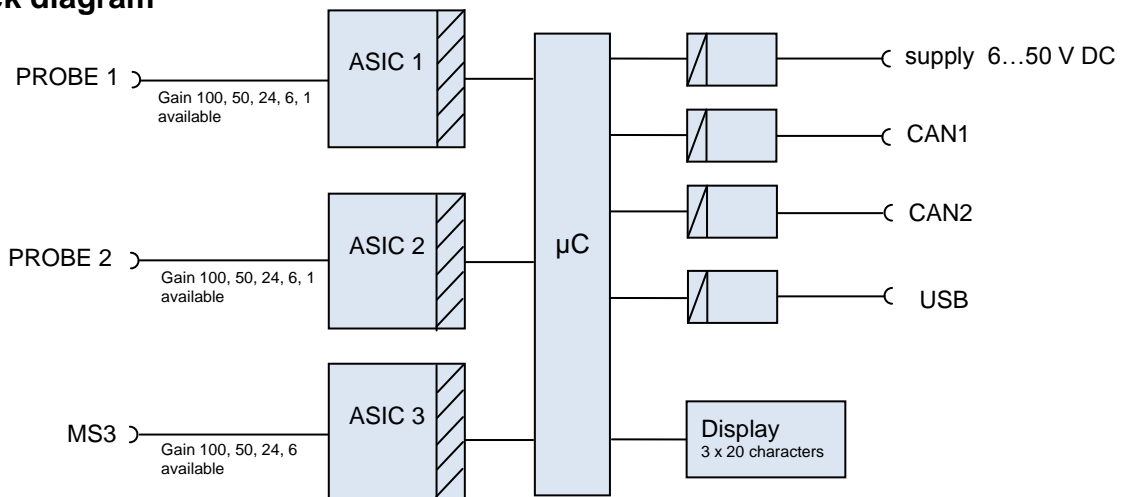 diagram
PROBE 1
Gain 100, 50, 24, 6, 1
available
ASIC 1
PROBE 2
Gain 100, 50, 24, 6, 1
available
ASIC 2
MS3
Gain 100, 50, 24, 6
available
ASIC 3
µC
supply 6…50 V DC
CAN1
CAN2
USB
Display
3 x 20 characters